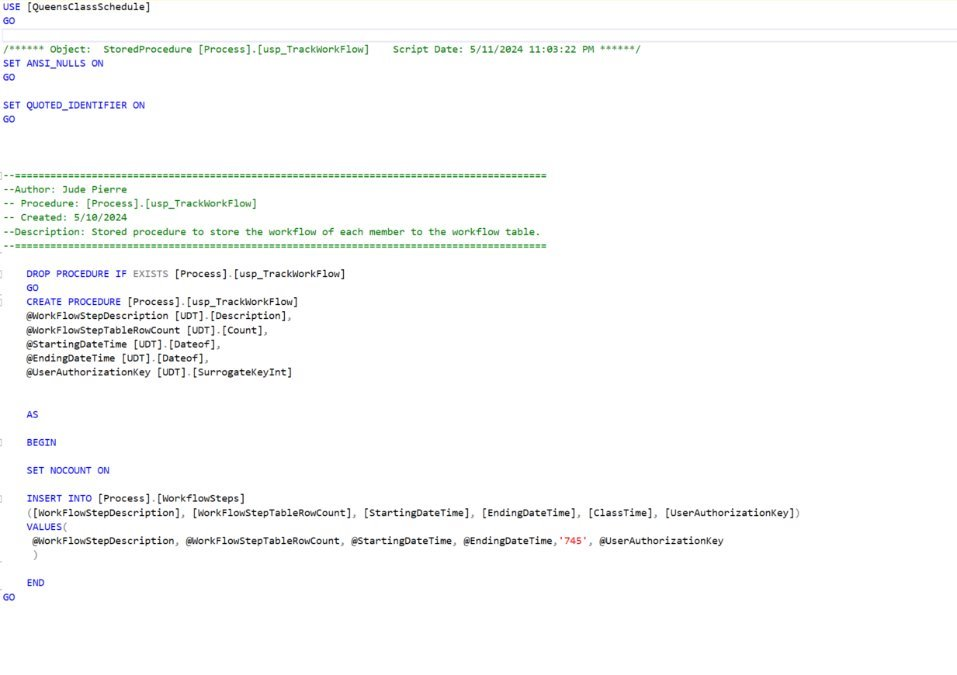 USE [QueensClassSchedule]
GO
/****** Object:  StoredProcedure [Process].[usp_TrackWorkFlow]    Script Date: 5/11/2024 11:03:22 PM ******/
SET ANSI_NULLS ON
GO
SET QUOTED_IDENTIFIER ON
GO
--==========================================================================================
--Author: Jude Pierre
-- Procedure: [Process].[usp_TrackWorkFlow]
-- Created: 5/10/2024
--Description: Stored procedure to store the workflow of each member to the workflow table.
--==========================================================================================
DROP PROCEDURE IF EXISTS [Process].[usp_TrackWorkFlow]
GO
CREATE PROCEDURE [Process].[usp_TrackWorkFlow]
@WorkFlowStepDescription [UDT].[Description],
@WorkFlowStepTableRowCount [UDT].[Count],
@StartingDateTime [UDT].[Dateof],
@EndingDateTime [UDT].[Dateof],
@UserAuthorizationKey [UDT].[SurrogateKeyInt]
AS
BEGIN
SET NOCOUNT ON
INSERT INTO [Process].[WorkflowSteps]
([WorkFlowStepDescription], [WorkFlowStepTableRowCount], [StartingDateTime], [EndingDateTime], [ClassTime], [UserAuthorizationKey])
VALUES(
@WorkFlowStepDescription, @WorkFlowStepTableRowCount, @StartingDateTime, @EndingDateTime,'745', @UserAuthorizationKey
)
END
GO